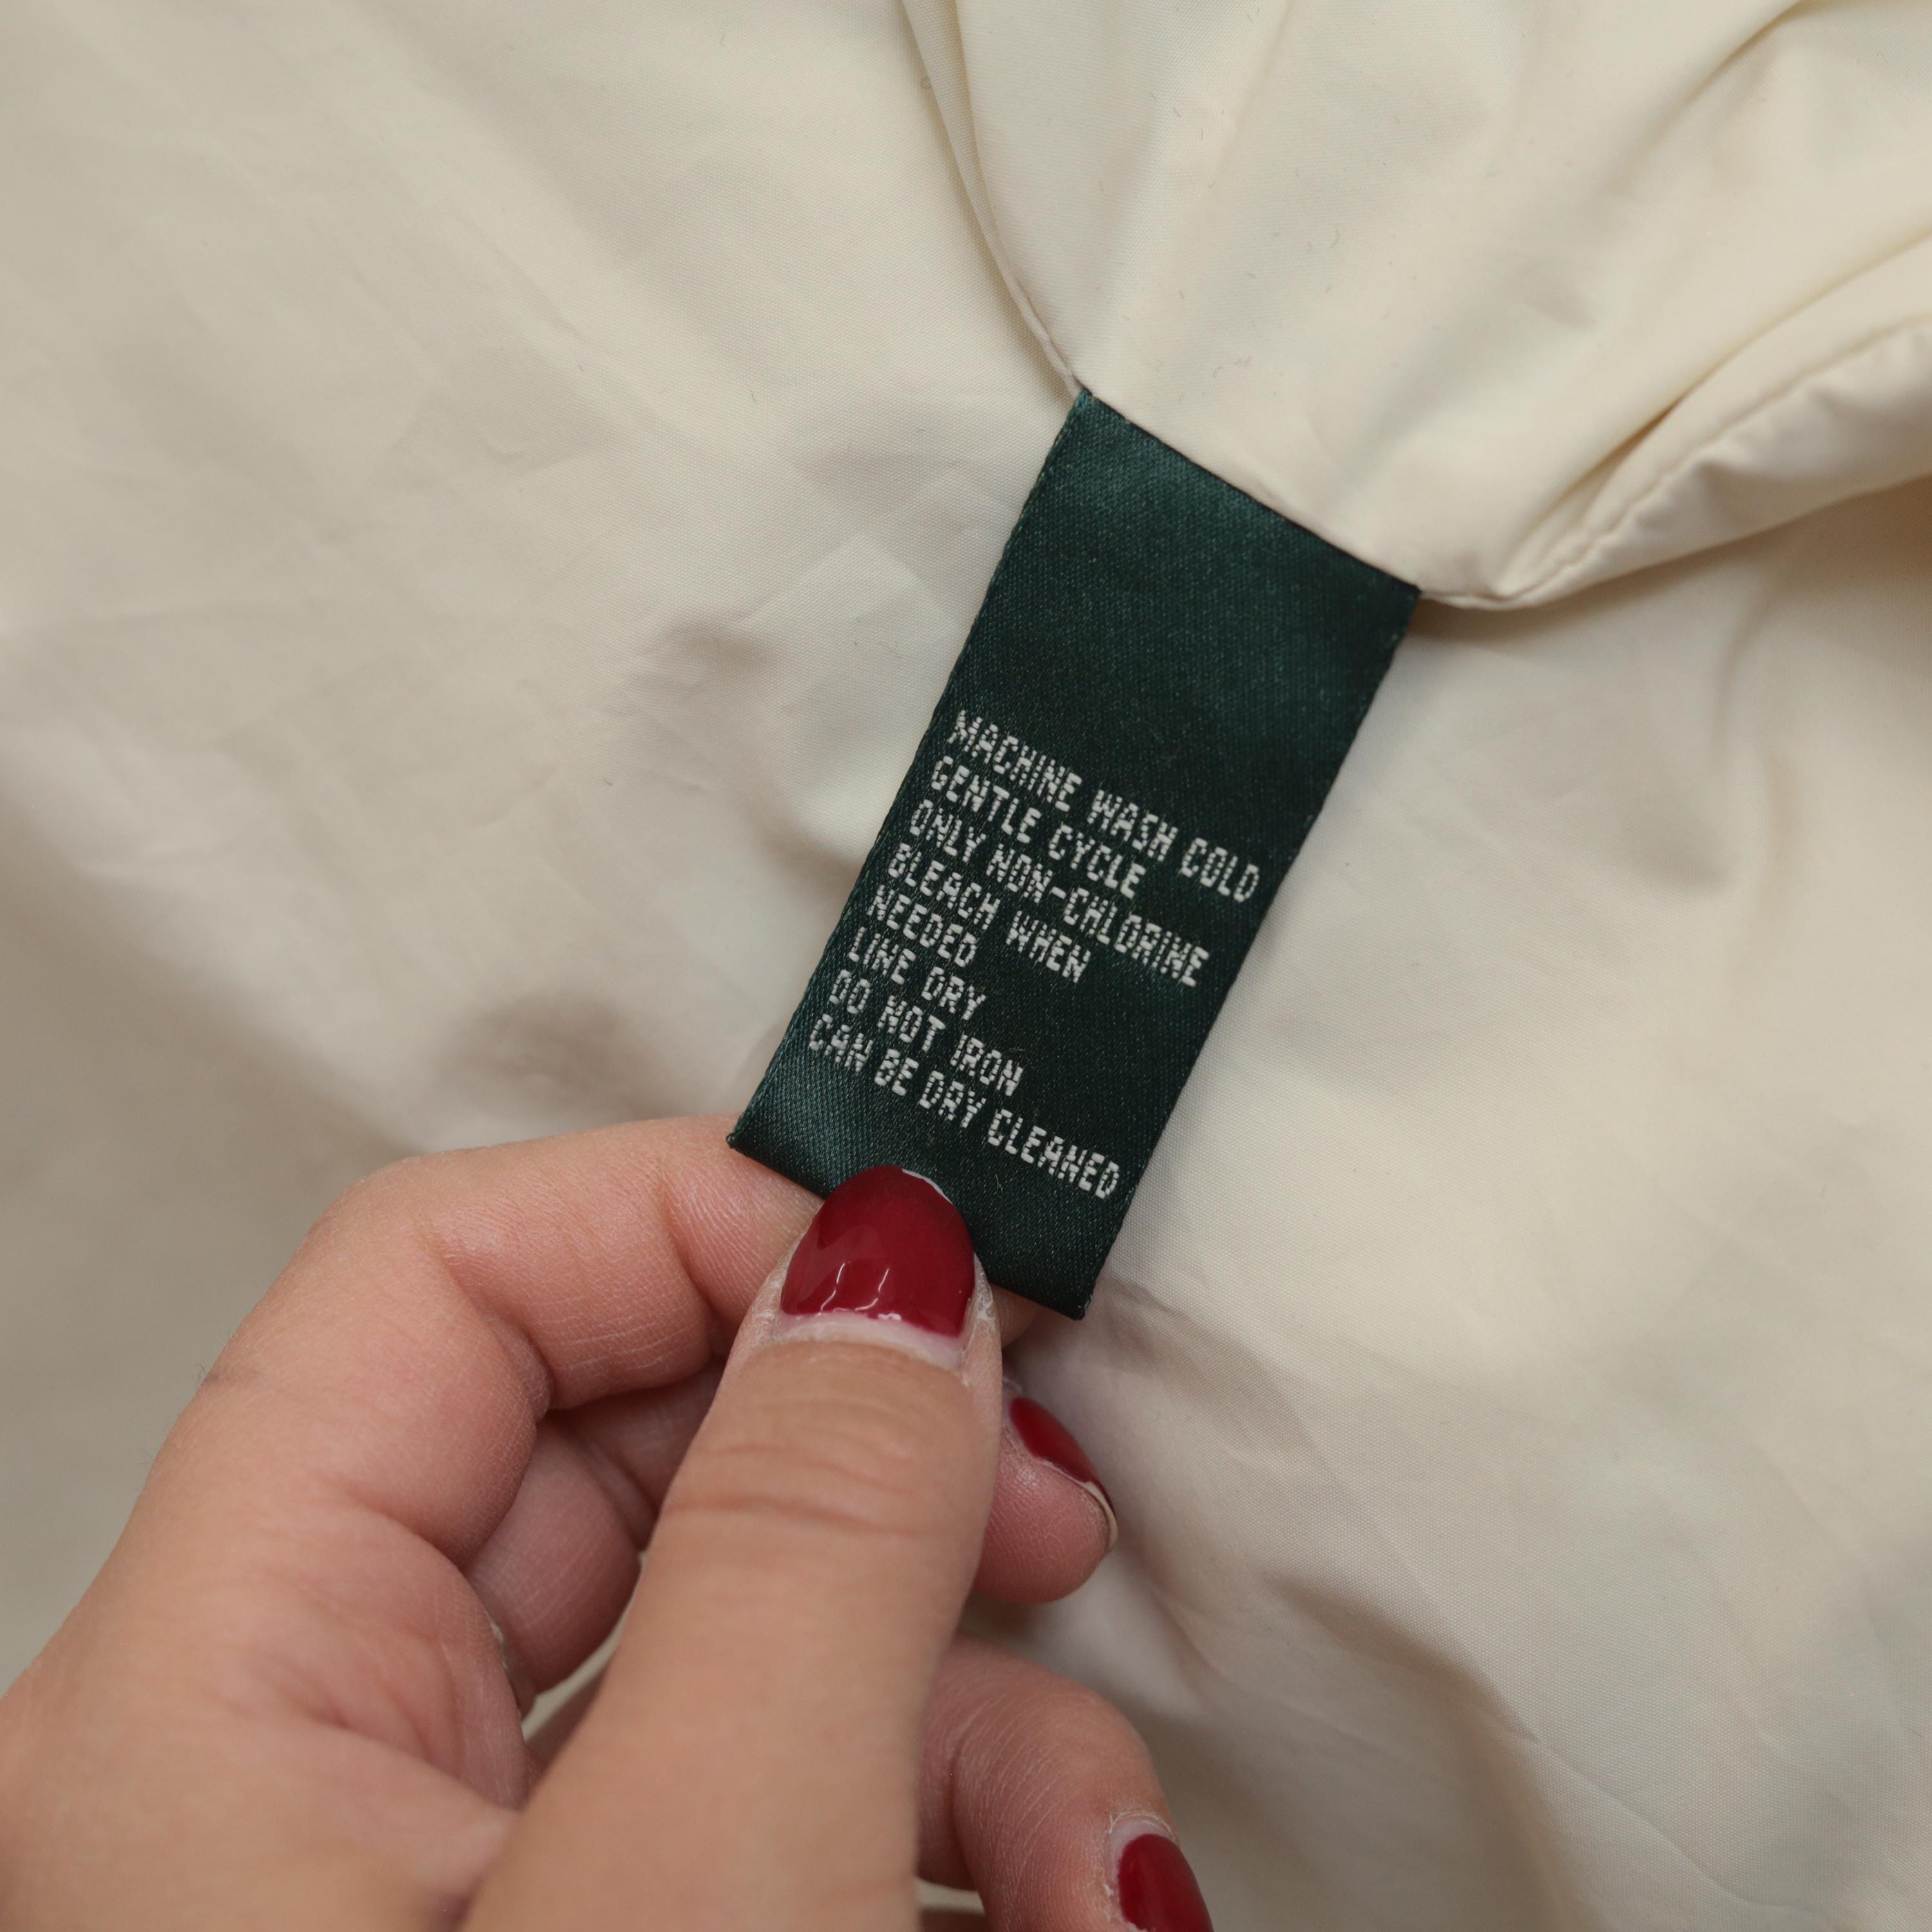 MACHINE WASH COLD
GENTLE CYCLE
ONLY NON-CHLORINE
BLEACH WHEN
NEEDED
LINE DRY
DO NOT IRON
CAN BE DRY CLEANED